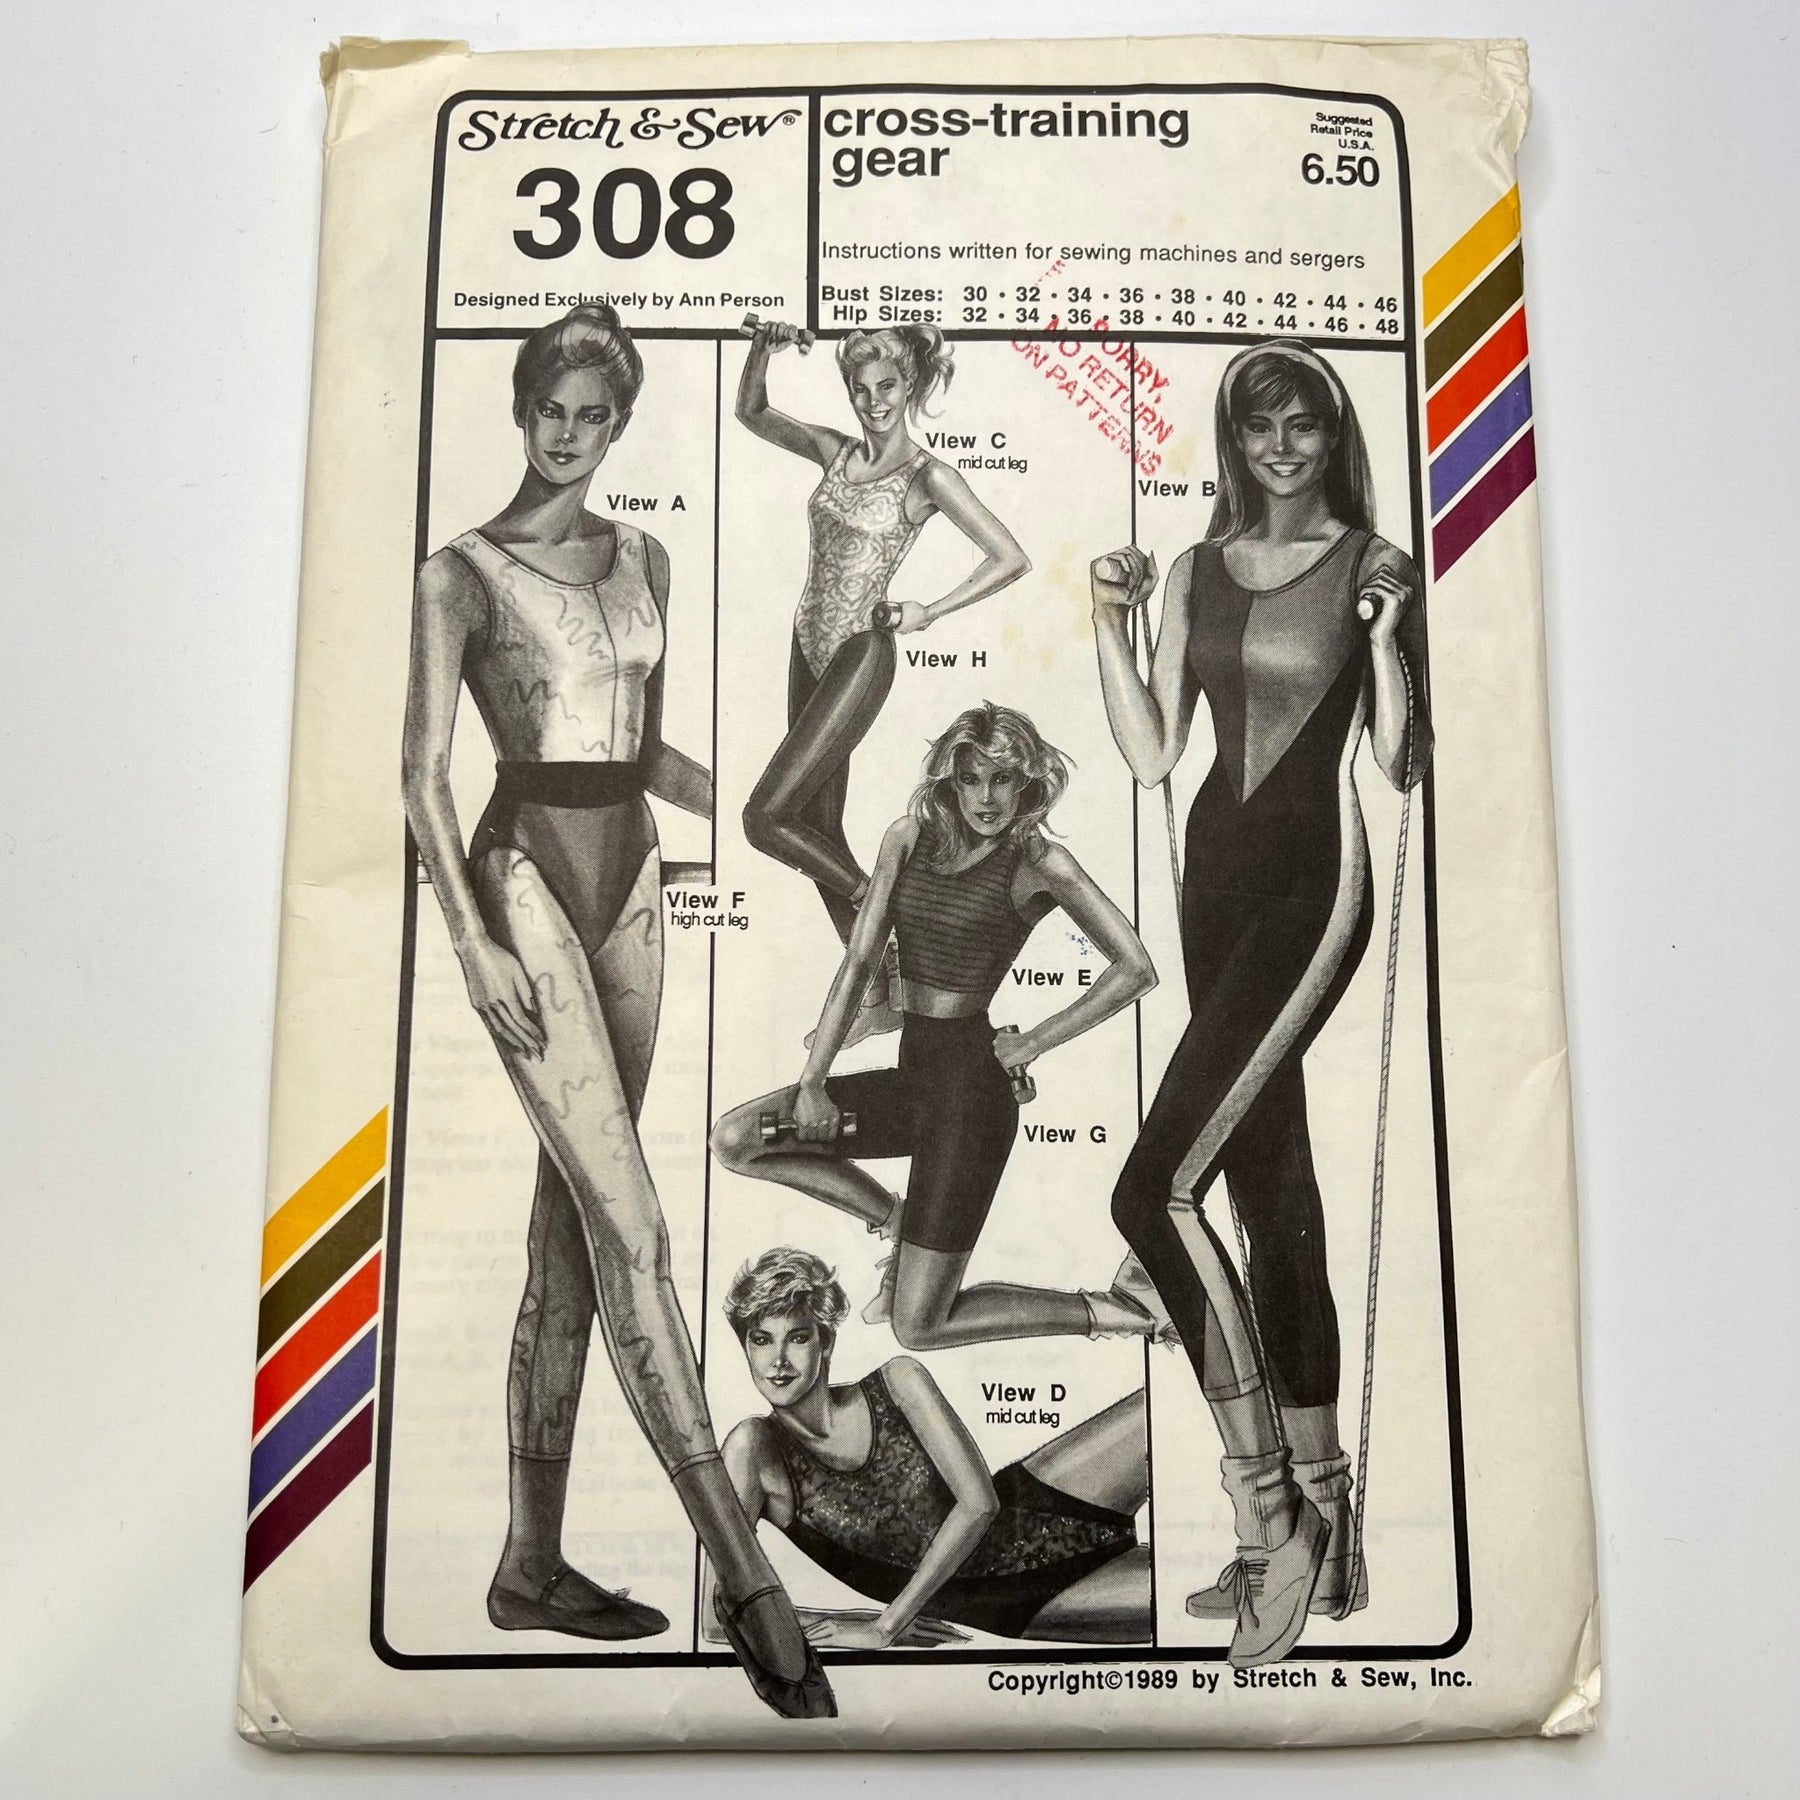 Stretch & Sew®
308
Designed Exclusively by Ann Person
cross-training
gear
Suggested
Retail Price
U.S.A.
6.50
Instructions written for sewing machines and sergers
Bust Sizes: 30 • 32 • 34 • 36 • 38 • 40 • 42 • 44 • 46
Hip Sizes: 32 • 34 • 36 • 38 • 40 • 42 • 44 • 46 • 48
SORRY,
NO RETURN
ON PATTERNS
View A
View C
mid cut leg
View B
View H
View F
high cut leg
View E
View G
View D
mid cut leg
Copyright©1989 by Stretch & Sew, Inc.